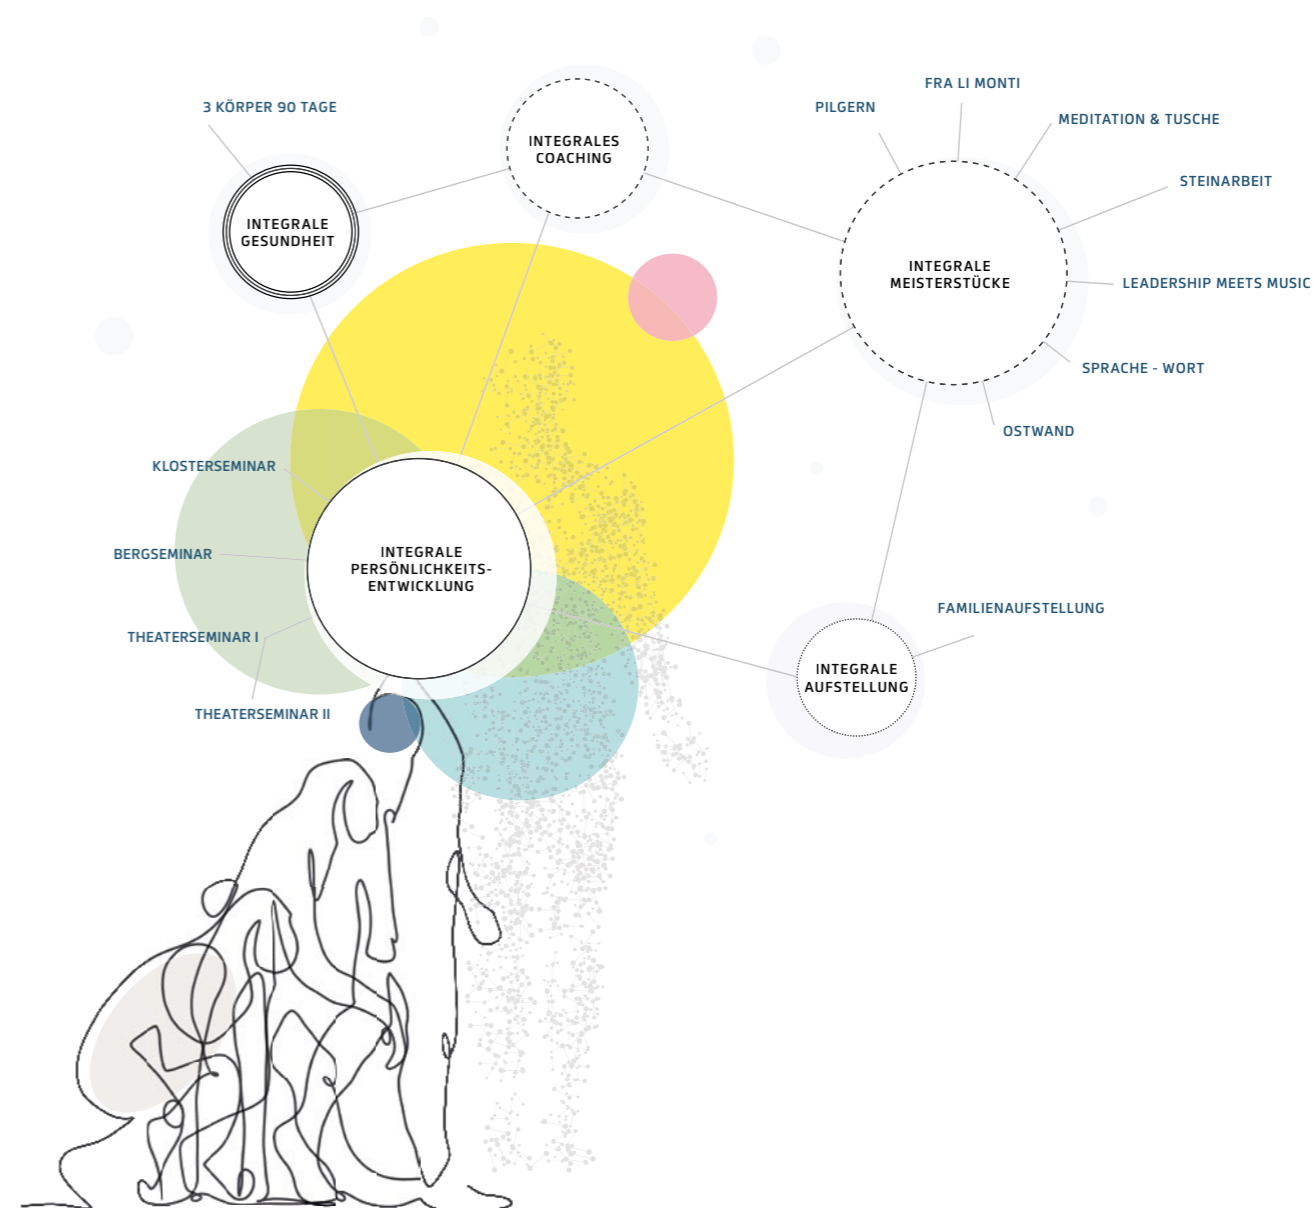 FRA LI MONTI
3 KÖRPER 90 TAGE
PILGERN
MEDITATION & TUSCHE
INTEGRALES
COACHING
STEINARBEIT
INTEGRALE
GESUNDHEIT
INTEGRALE
MEISTERSTÜCKE
LEADERSHIP MEETS MUSIC
SPRACHE - WORT
OSTWAND
KLOSTERSEMINAR
BERGSEMINAR
INTEGRALE
PERSÖNLICHKEITS-
ENTWICKLUNG
THEATERSEMINAR I
THEATERSEMINAR II
FAMILIENAUFSTELLUNG
INTEGRALE
AUFSTELLUNG